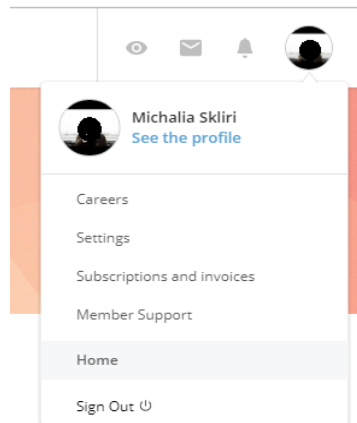 Michalia Skliri
See the profile
Careers
Settings
Subscriptions and invoices
Member Support
Home
Sign Out